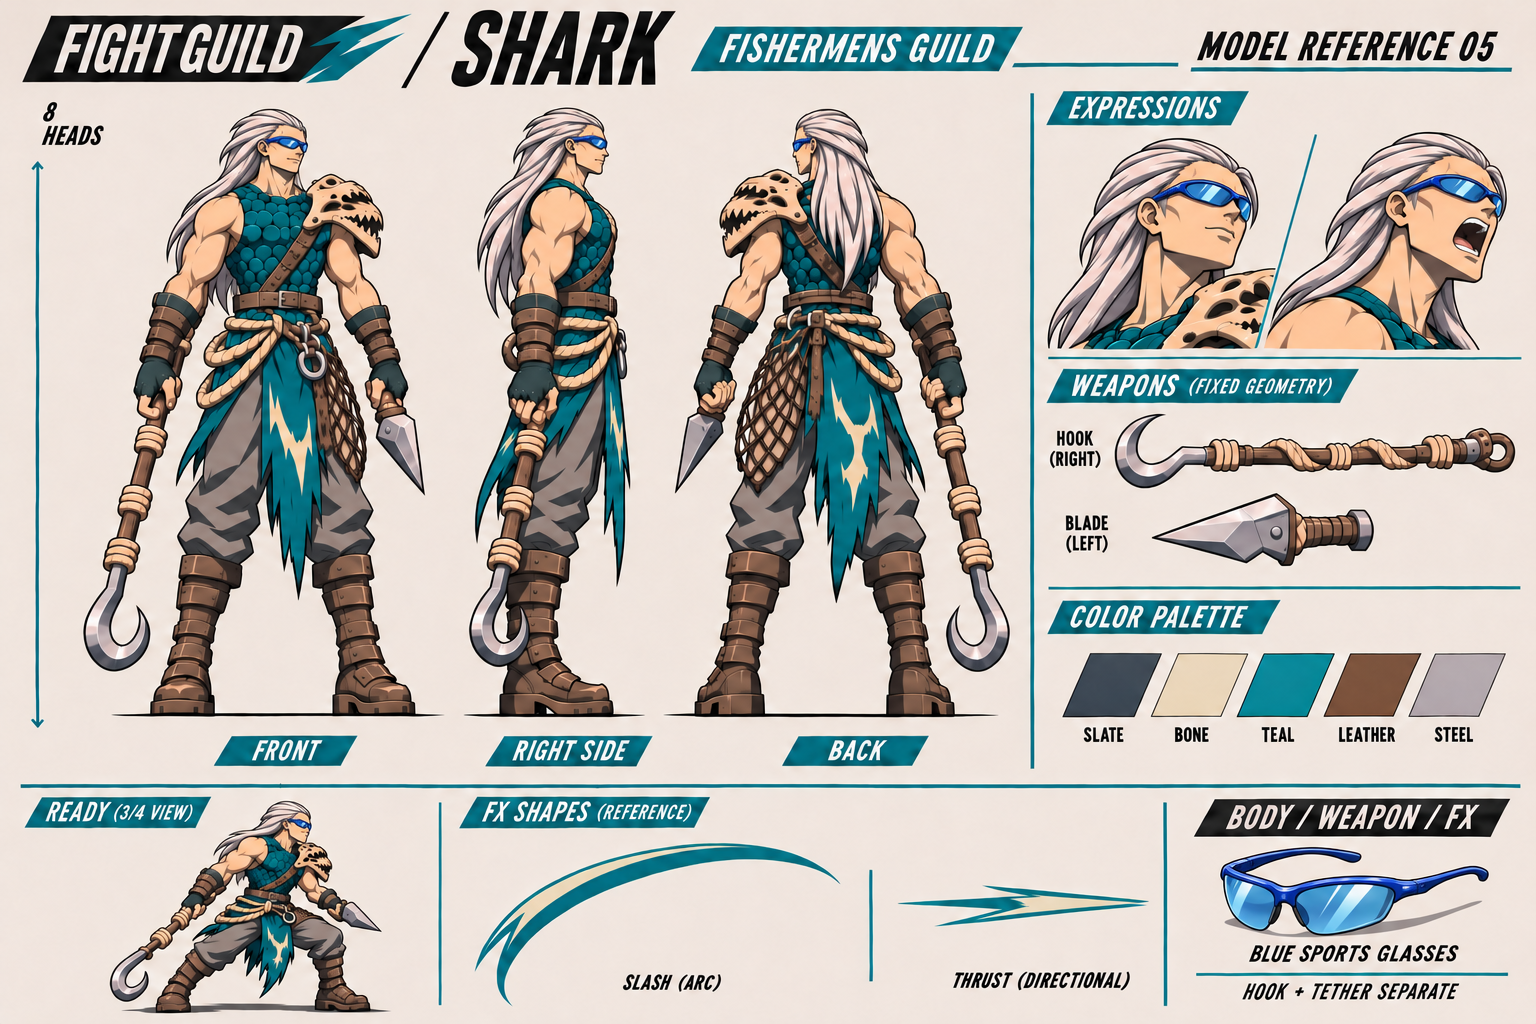 FIGHT GUILD / SHARK FISHERMENS GUILD MODEL REFERENCE 05
8
HEADS
FRONT
RIGHT SIDE
BACK
EXPRESSIONS
WEAPONS (FIXED GEOMETRY)
HOOK
(RIGHT)
BLADE
(LEFT)
COLOR PALETTE
SLATE
BONE
TEAL
LEATHER
STEEL
READY (3/4 VIEW)
FX SHAPES (REFERENCE)
SLASH (ARC)
THRUST (DIRECTIONAL)
BODY / WEAPON / FX
BLUE SPORTS GLASSES
HOOK + TETHER SEPARATE